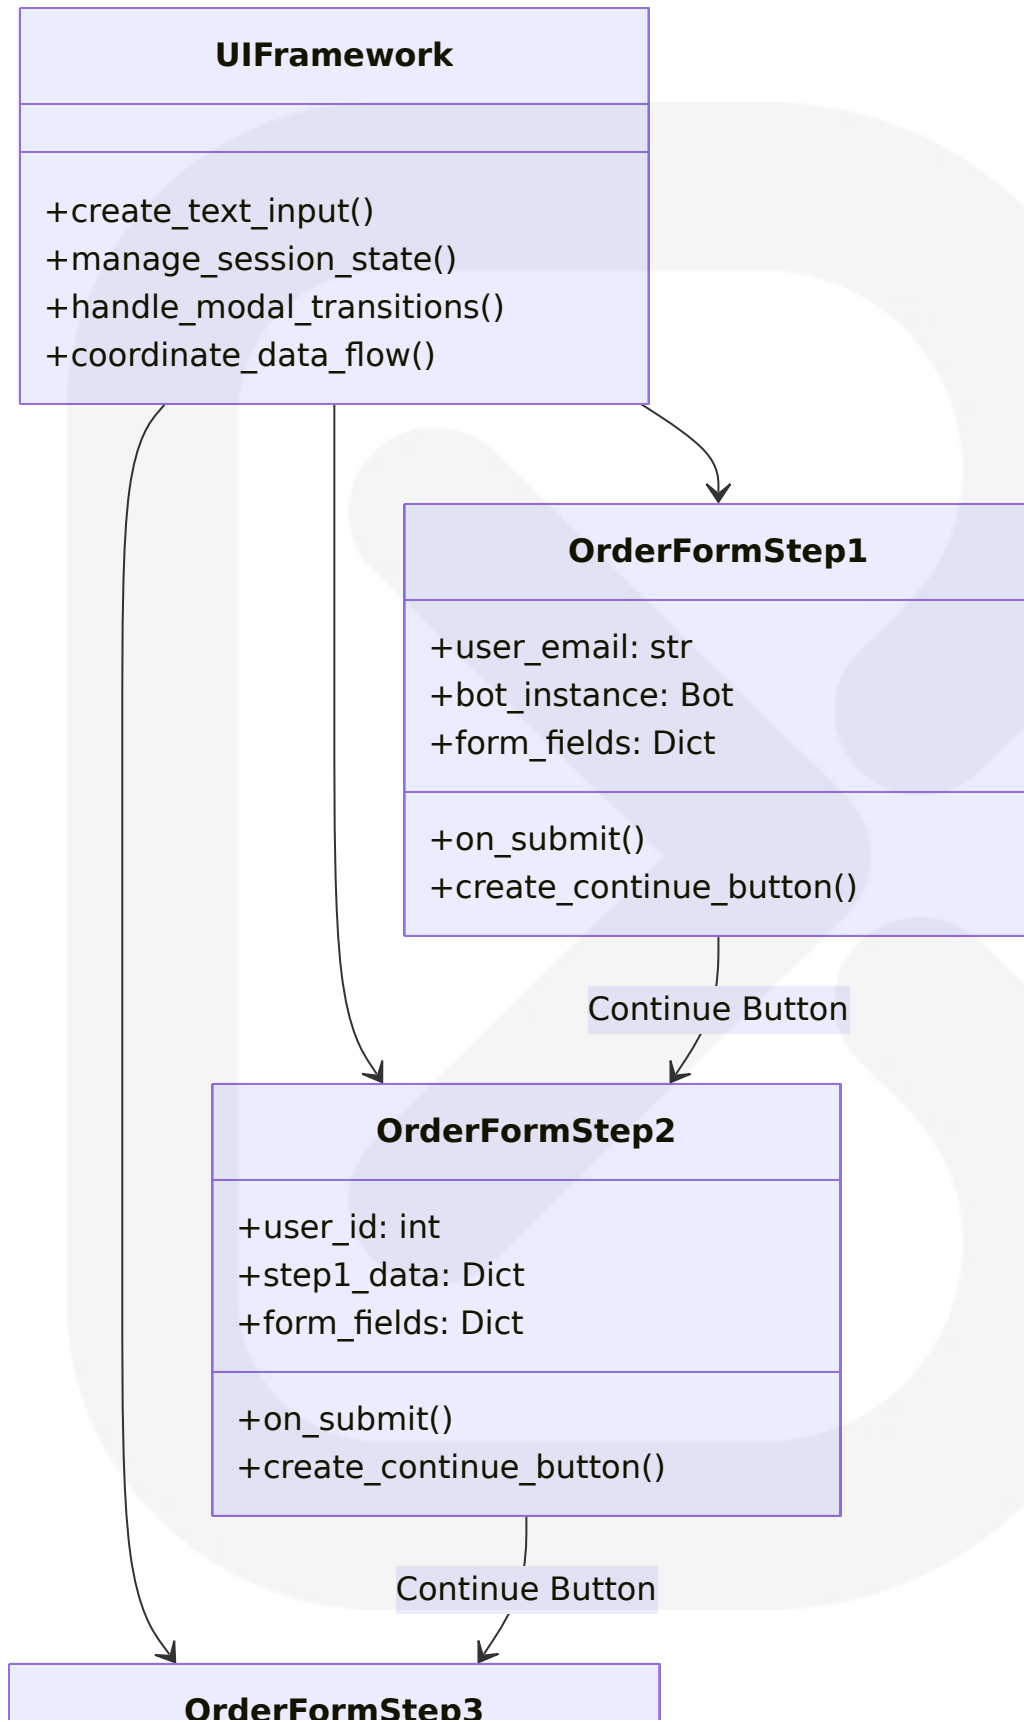 UIFramework
+create_text_input()
+manage_session_state()
+handle_modal_transitions()
+coordinate_data_flow()
OrderFormStep1
+user_email: str
+bot_instance: Bot
+form_fields: Dict
+on_submit()
+create_continue_button()
Continue Button
OrderFormStep2
+user_id: int
+step1_data: Dict
+form_fields: Dict
+on_submit()
+create_continue_button()
Continue Button
OrderFormStep3